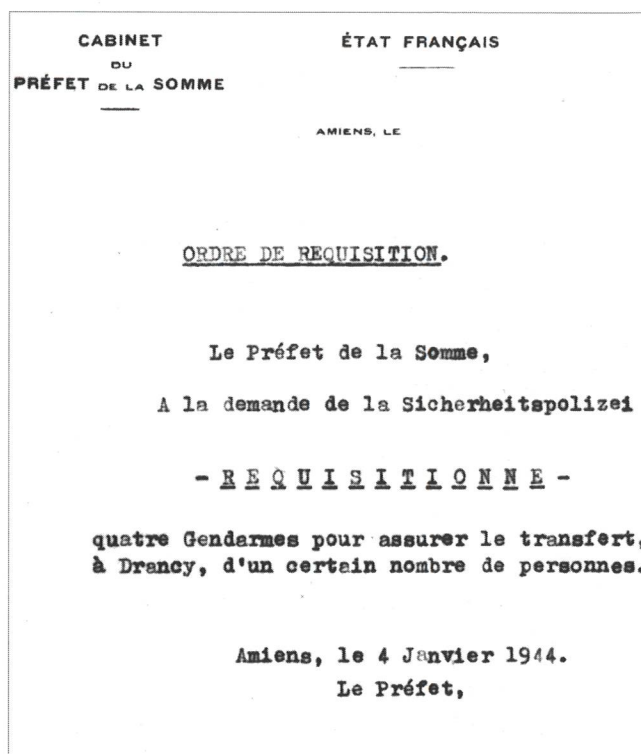 CABINET
DU
PRÉFET DE LA SOMME
ÉTAT FRANÇAIS
AMIENS, LE
ORDRE DE REQUISITION.
Le Préfet de la Somme,
A la demande de la Sicherheitspolizei
- R E Q U I S I T I O N N E -
quatre Gendarmes pour assurer le transfert,
à Drancy, d'un certain nombre de personnes.
Amiens, le 4 Janvier 1944.
Le Préfet,